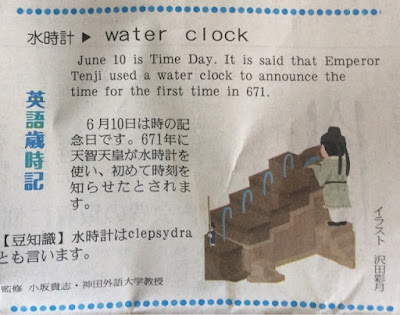 水時計▶ water clock
June 10 is Time Day. It is said that Emperor
Tenji used a water clock to announce the
time for the first time in 671.
英語歳時記
6月10日は時の記
念日です。671年に
天智天皇が水時計を
使い、初めて時刻を
知らせたとされま
す。
【豆知識】水時計はclepsydra
とも言います。
監修 小坂貴志・神田外語大学教授
イラスト 沢田彩月